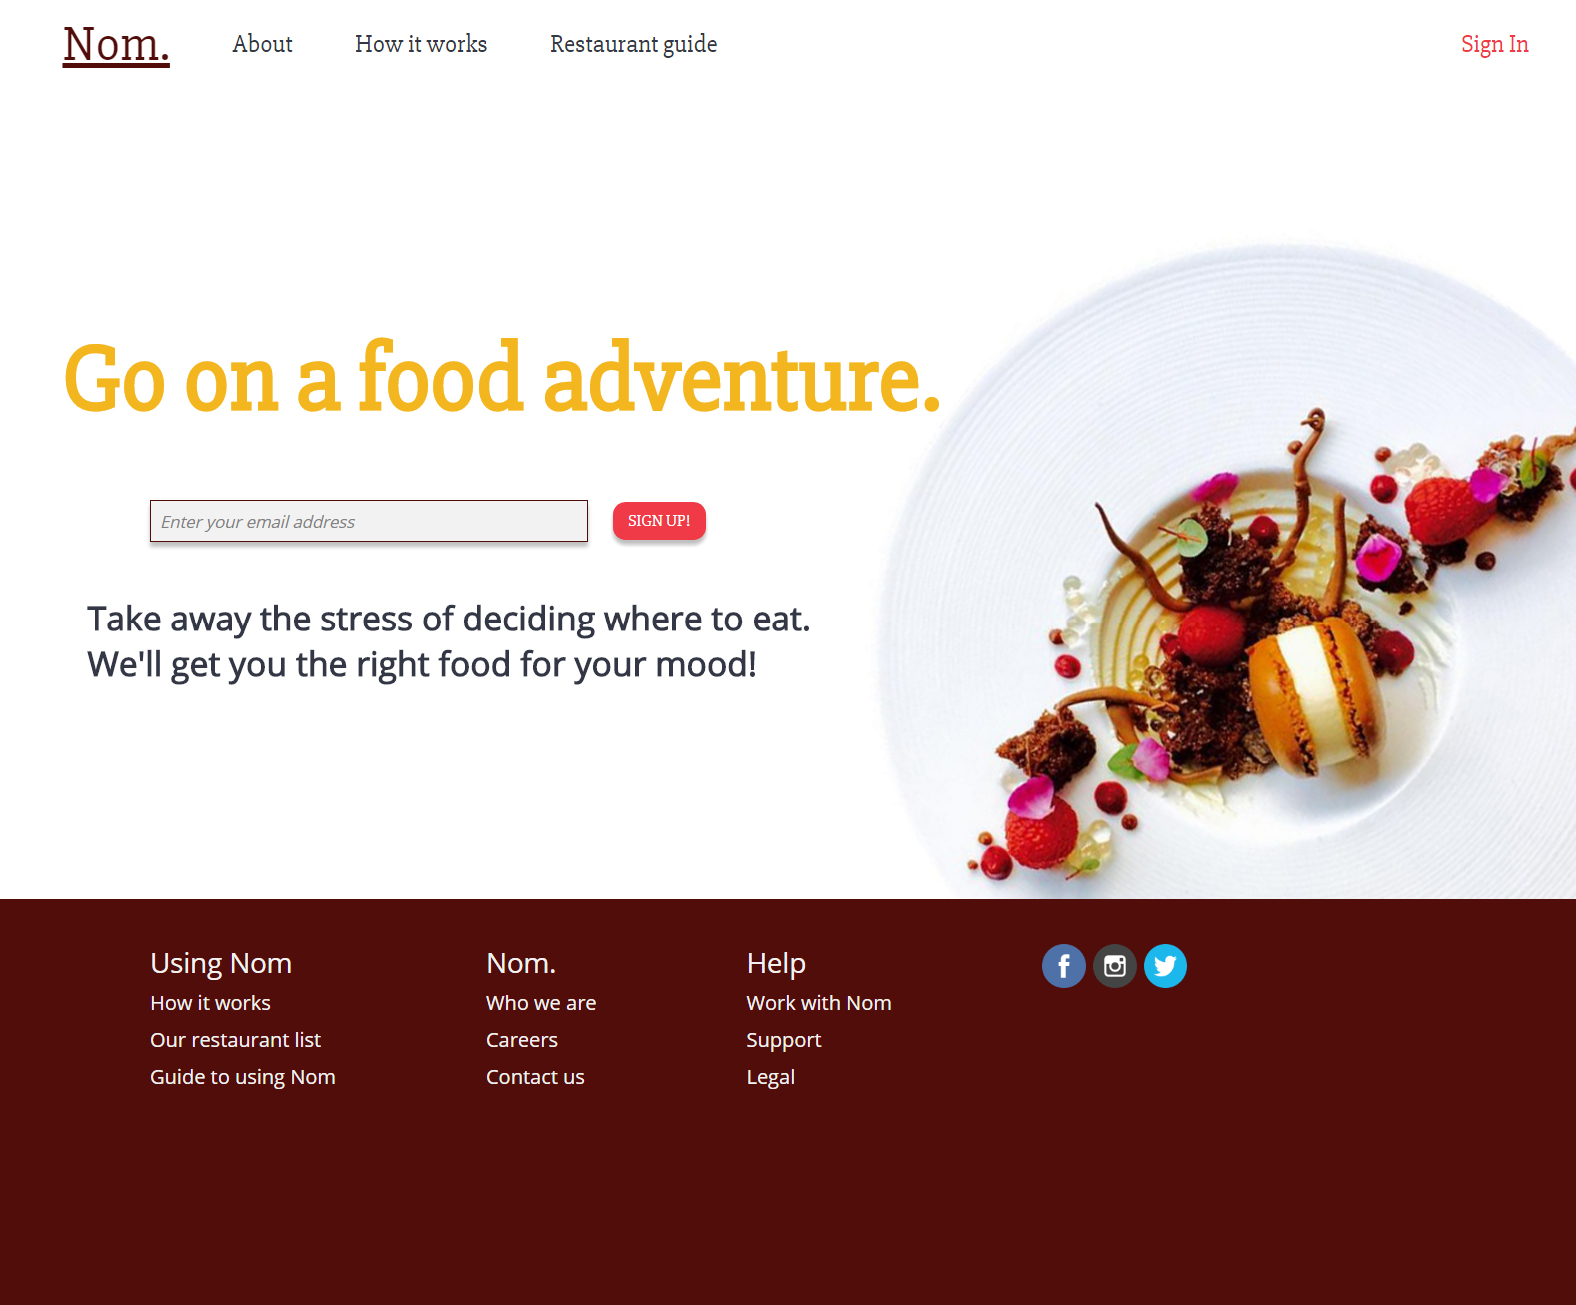 Nom.
About
How it works
Restaurant guide
Sign In
Go on a food adventure.
Enter your email address
SIGN UP!
Take away the stress of deciding where to eat.
We'll get you the right food for your mood!
Using Nom
How it works
Our restaurant list
Guide to using Nom
Nom.
Who we are
Careers
Contact us
Help
Work with Nom
Support
Legal